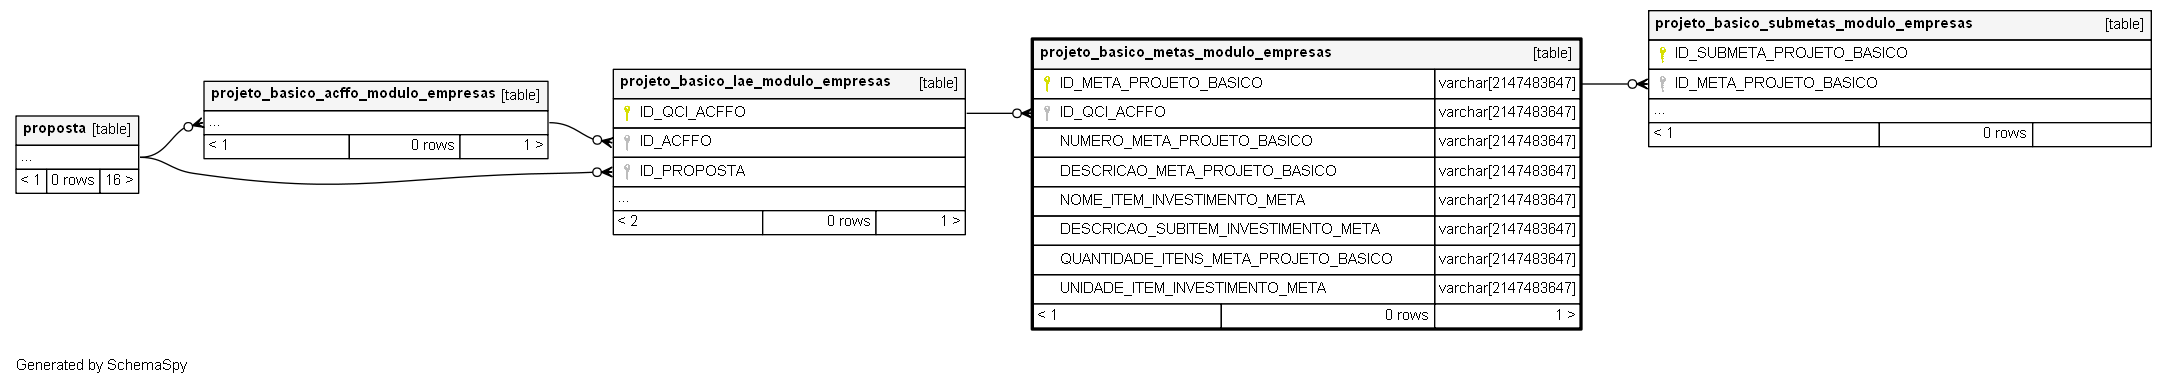 proposta [table]
...
< 1 0 rows 16 >
projeto_basico_acffo_modulo_empresas [table]
...
< 1 0 rows 1 >
projeto_basico_lae_modulo_empresas [table]
ID_QCI_ACFFO
ID_ACFFO
ID_PROPOSTA
...
< 2 0 rows 1 >
projeto_basico_metas_modulo_empresas [table]
ID_META_PROJETO_BASICO varchar[2147483647]
ID_QCI_ACFFO varchar[2147483647]
NUMERO_META_PROJETO_BASICO varchar[2147483647]
DESCRICAO_META_PROJETO_BASICO varchar[2147483647]
NOME_ITEM_INVESTIMENTO_META varchar[2147483647]
DESCRICAO_SUBITEM_INVESTIMENTO_META varchar[2147483647]
QUANTIDADE_ITENS_META_PROJETO_BASICO varchar[2147483647]
UNIDADE_ITEM_INVESTIMENTO_META varchar[2147483647]
< 1 0 rows 1 >
projeto_basico_submetas_modulo_empresas [table]
ID_SUBMETA_PROJETO_BASICO
ID_META_PROJETO_BASICO
...
< 1 0 rows
Generated by SchemaSpy